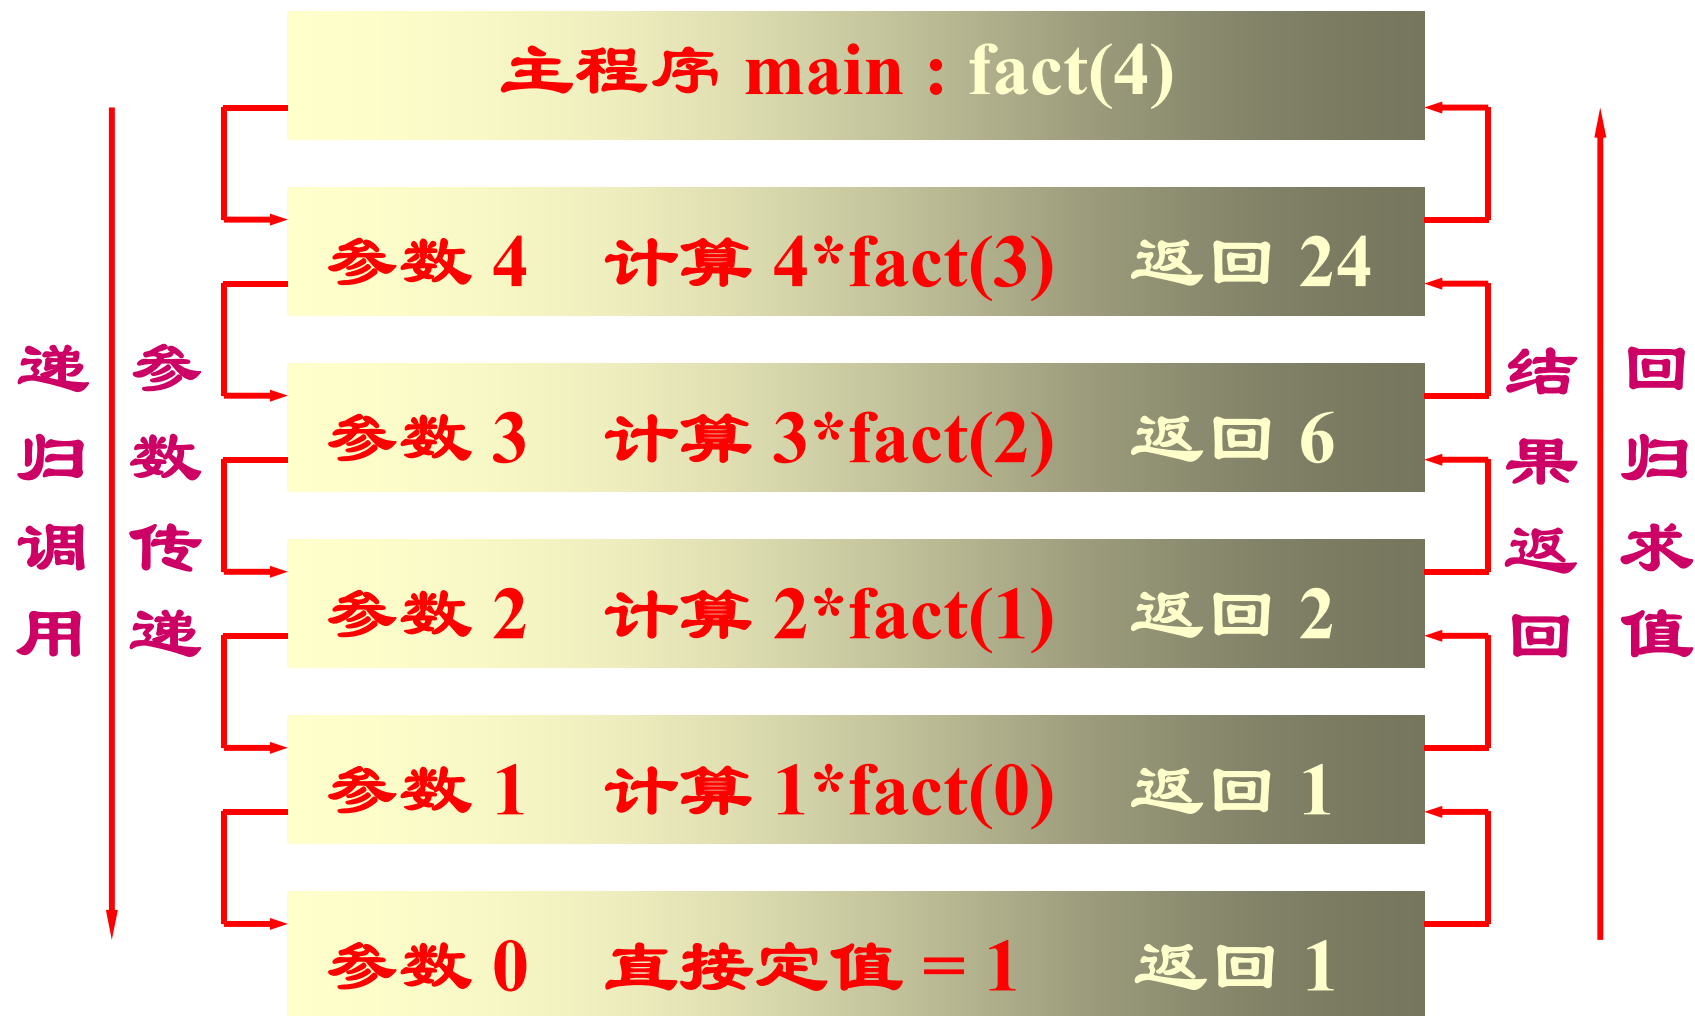 主程序 main : fact(4)
参数 4 计算 4*fact(3) 返回 24
参数 3 计算 3*fact(2) 返回 6
参数 2 计算 2*fact(1) 返回 2
参数 1 计算 1*fact(0) 返回 1
参数 0 直接定值 = 1 返回 1
递归调用
参数传递
结果返回
回归求值